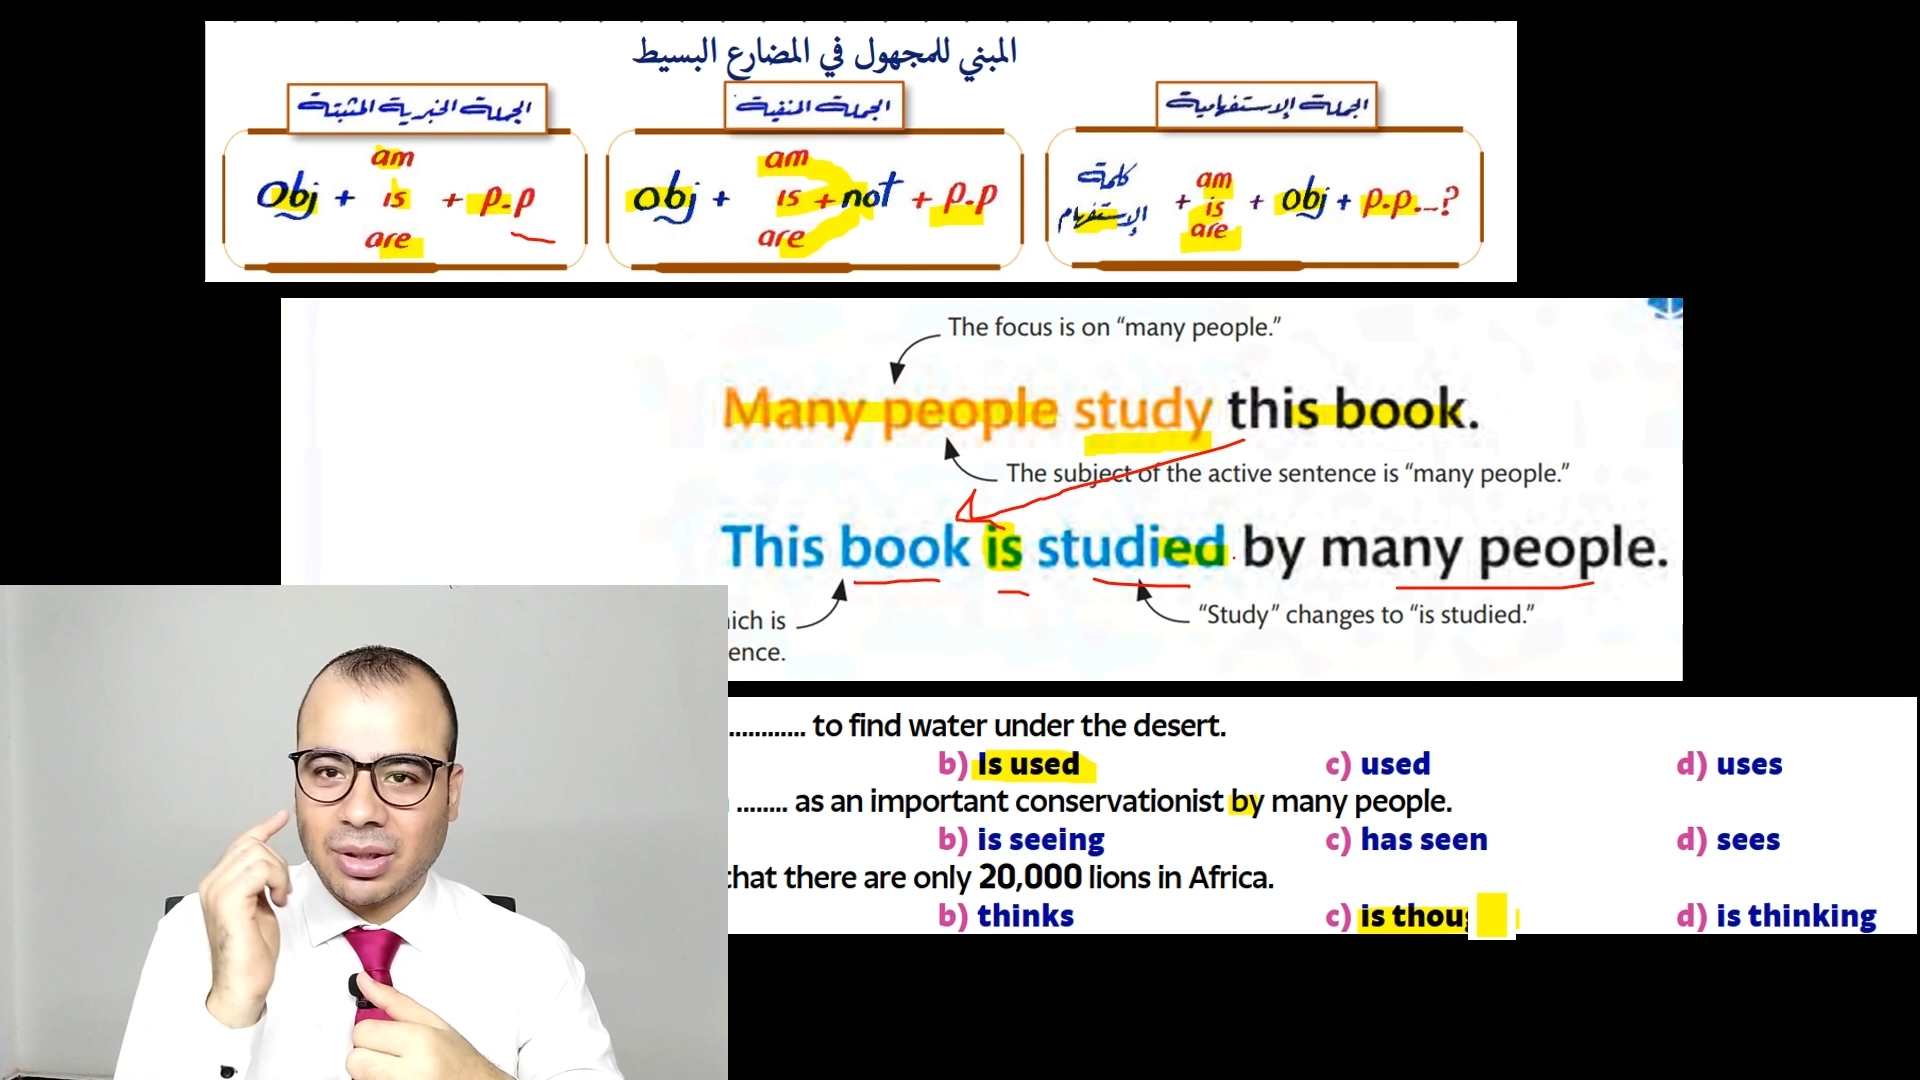 المبني للمجهول في المضارع البسيط
الجملة الخبرية المثبتة
الجملة المنفية
الجملة الإستفهامية
Obj + am is are + p.p
obj + am is are + not + p.p
كلمة الإستفهام + am is are + obj + p.p...?
The focus is on “many people.”
Many people study this book.
The subject of the active sentence is “many people.”
This book is studied by many people.
“Study” changes to “is studied.”
ich is
ence.
............ to find water under the desert.
b) Is used c) used d) uses
........ as an important conservationist by many people.
b) is seeing c) has seen d) sees
that there are only 20,000 lions in Africa.
b) thinks c) is thou d) is thinking